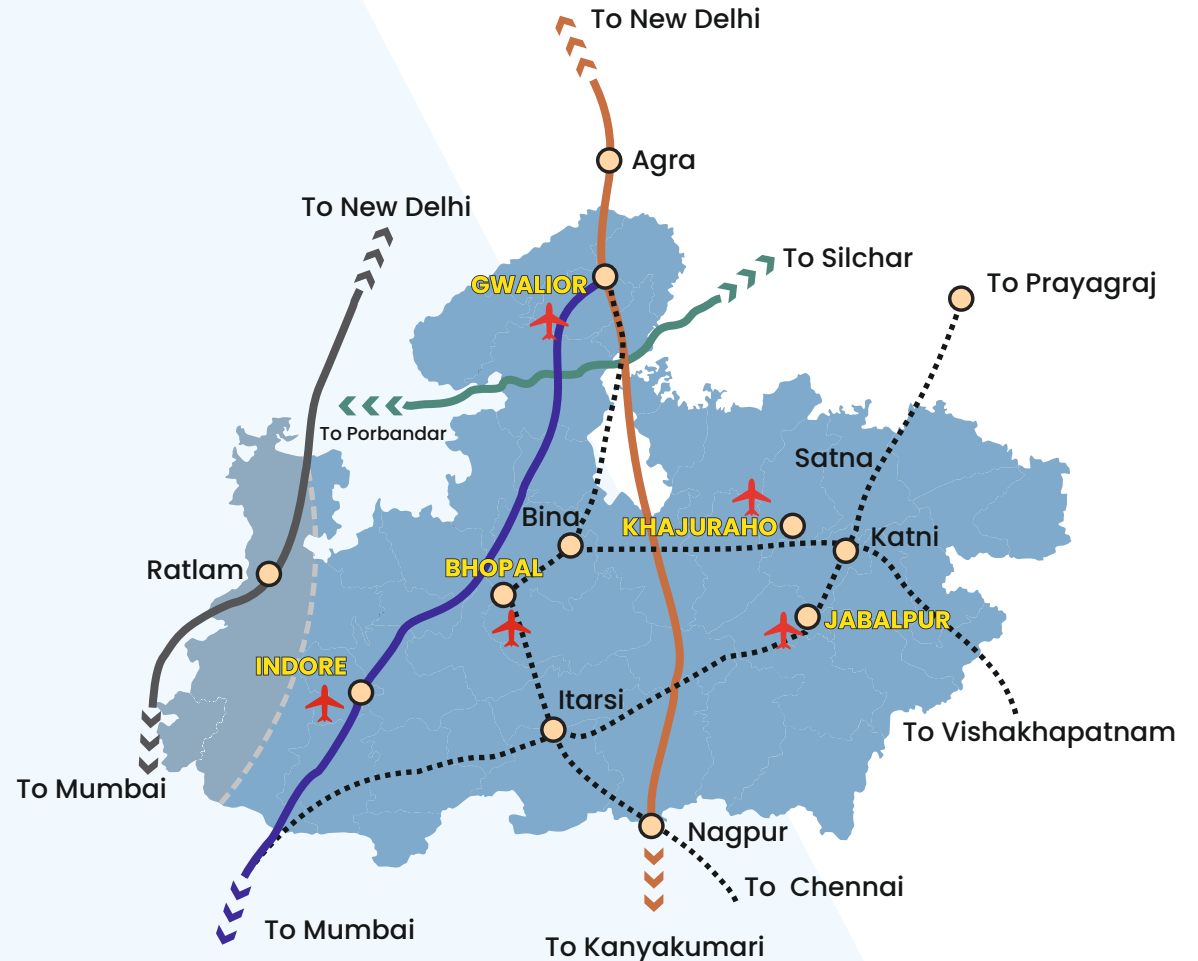 To New Delhi
Agra
To New Delhi
To Silchar
GWALIOR
To Prayagraj
To Porbandar
Satna
Bina
KHAJURAHO
Katni
Ratlam
BHOPAL
JABALPUR
INDORE
Itarsi
To Vishakhapatnam
To Mumbai
Nagpur
To Chennai
To Mumbai
To Kanyakumari